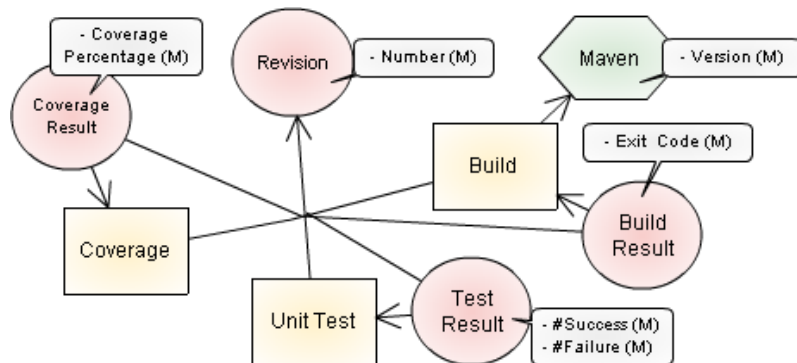 - Coverage
Percentage (M)
Coverage
Result
Revision
- Number (M)
Maven
- Version (M)
Build
- Exit Code (M)
Build
Result
Coverage
Unit Test
Test
Result
- #Success (M)
- #Failure (M)